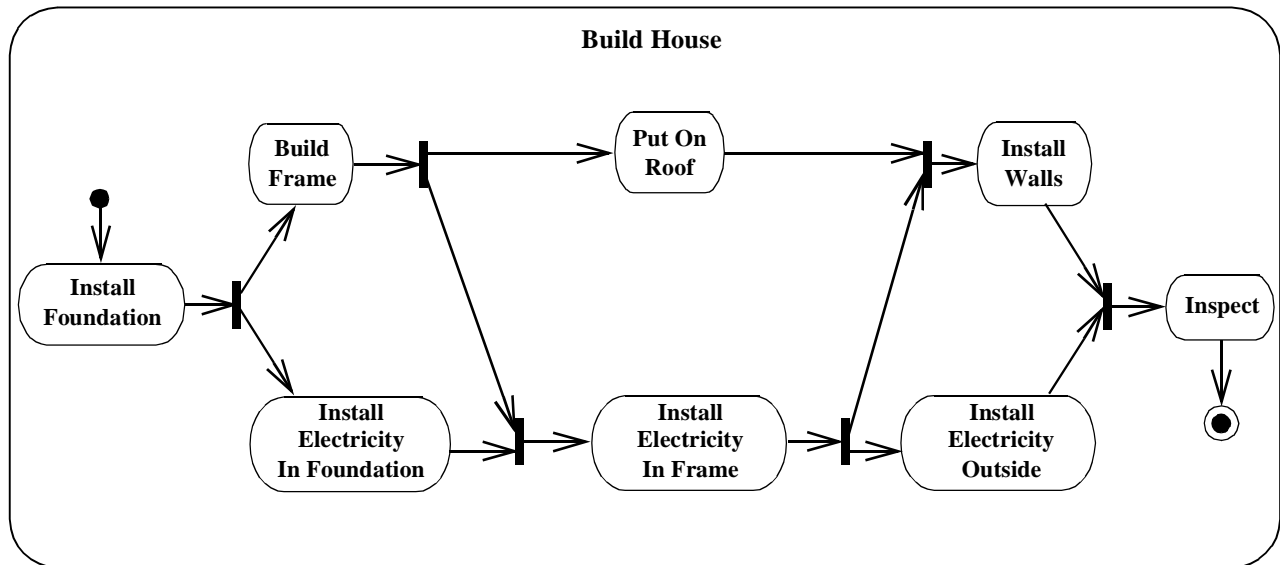 Build House
Build
Frame
Put On
Roof
Install
Walls
Install
Foundation
Inspect
Install
Electricity
In Foundation
Install
Electricity
In Frame
Install
Electricity
Outside